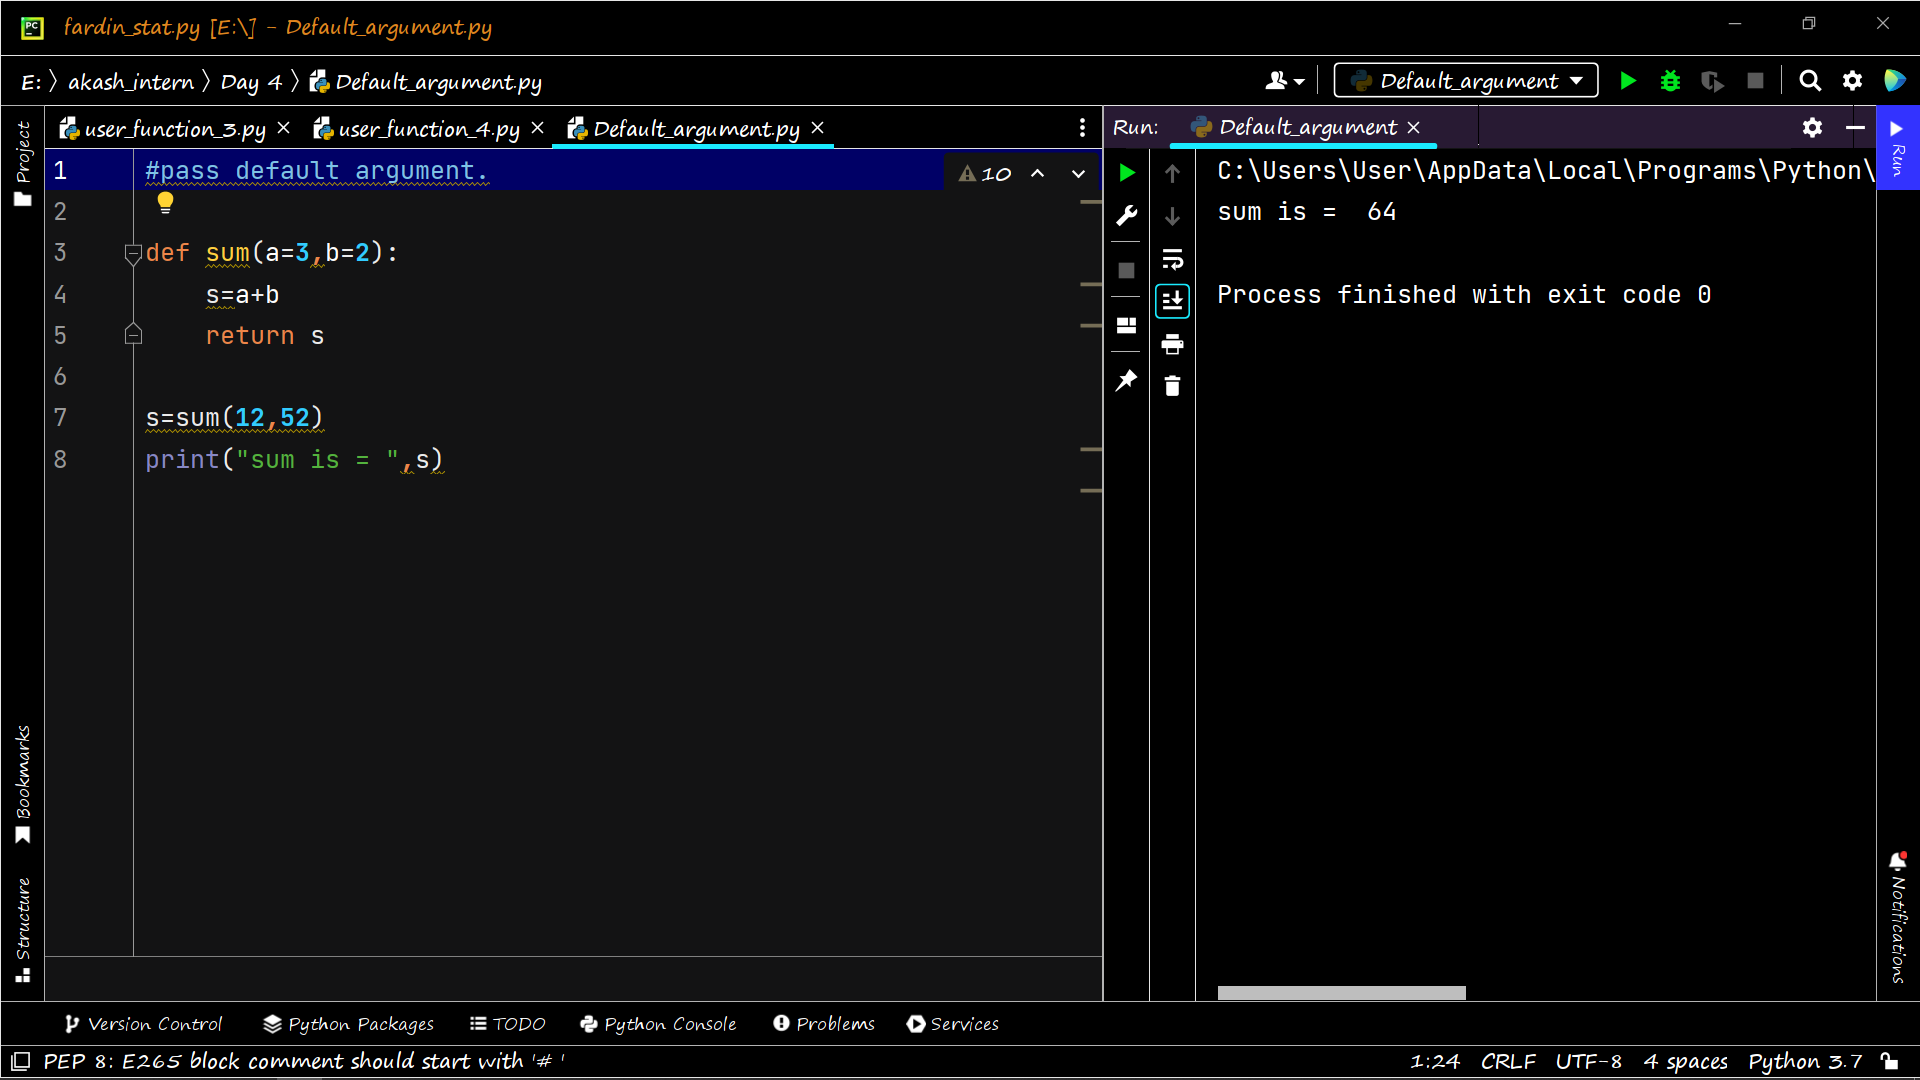 fardin_stat.py [E:\] - Default_argument.py
E: 〉 akash_intern 〉 Day 4 〉 Default_argument.py
Default_argument
Project
user_function_3.py
user_function_4.py
Default_argument.py
1 #pass default argument.
10
2
3 def sum(a=3,b=2):
4 s=a+b
5 return s
6
7 s=sum(12,52)
8 print("sum is = ",s)
Run: Default_argument
C:\Users\User\AppData\Local\Programs\Python\
sum is =  64
Process finished with exit code 0
Run
Bookmarks
Structure
Notifications
Version Control
Python Packages
TODO
Python Console
Problems
Services
PEP 8: E265 block comment should start with '# '
1:24 CRLF UTF-8 4 spaces Python 3.7